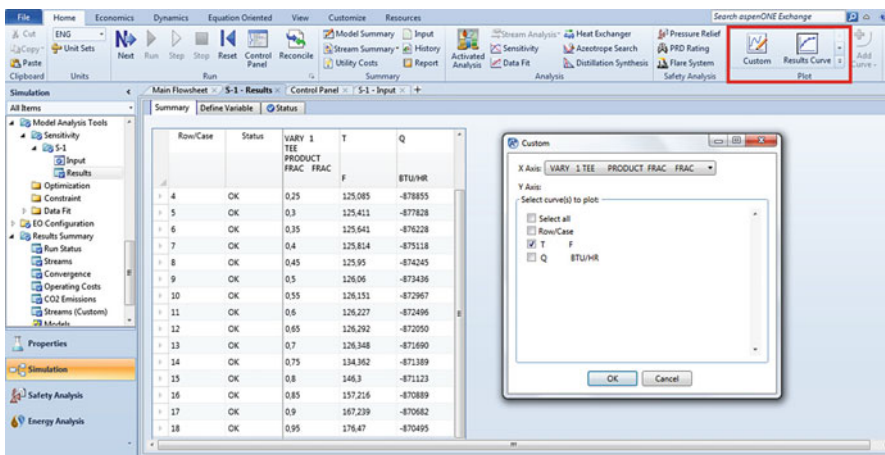 File Home Economics Dynamics Equation Oriented View Customize Resources Search aspenONE Exchange
Cut ENG Model Summary Input Stream Analysis Heat Exchanger Pressure Relief
Copy Unit Sets Stream Summary History Sensitivity Azeotrope Search PRD Rating
Paste Next Run Step Stop Reset Control Panel Reconcile Utility Costs Report Activated Analysis Data Fit Distillation Synthesis Flare System Custom Results Curve Add Curve
Clipboard Units Run Summary Analysis Safety Analysis Plot
Simulation
Main Flowsheet S-1 - Results Control Panel S-1 - Input +
All Items
Summary Define Variable Status
Model Analysis Tools
Sensitivity
S-1
Input
Results
Optimization
Constraint
Data Fit
EO Configuration
Results Summary
Run Status
Streams
Convergence
Operating Costs
CO2 Emissions
Streams (Custom)
Models
Properties
Simulation
Safety Analysis
Energy Analysis
Row/Case Status VARY 1 T Q
TEE
PRODUCT
FRAC FRAC
F BTU/HR
4 OK 0,25 125,085 -878855
5 OK 0,3 125,411 -877828
6 OK 0,35 125,641 -876228
7 OK 0,4 125,814 -875118
8 OK 0,45 125,95 -874245
9 OK 0,5 126,06 -873436
10 OK 0,55 126,151 -872967
11 OK 0,6 126,227 -872496
12 OK 0,65 126,292 -872050
13 OK 0,7 126,348 -871690
14 OK 0,75 134,362 -871389
15 OK 0,8 146,3 -871123
16 OK 0,85 157,216 -870889
17 OK 0,9 167,239 -870682
18 OK 0,95 176,47 -870495
Custom
X Axis: VARY 1 TEE PRODUCT FRAC FRAC
Y Axis:
Select curve(s) to plot:
Select all
Row/Case
T F
Q BTU/HR
OK Cancel